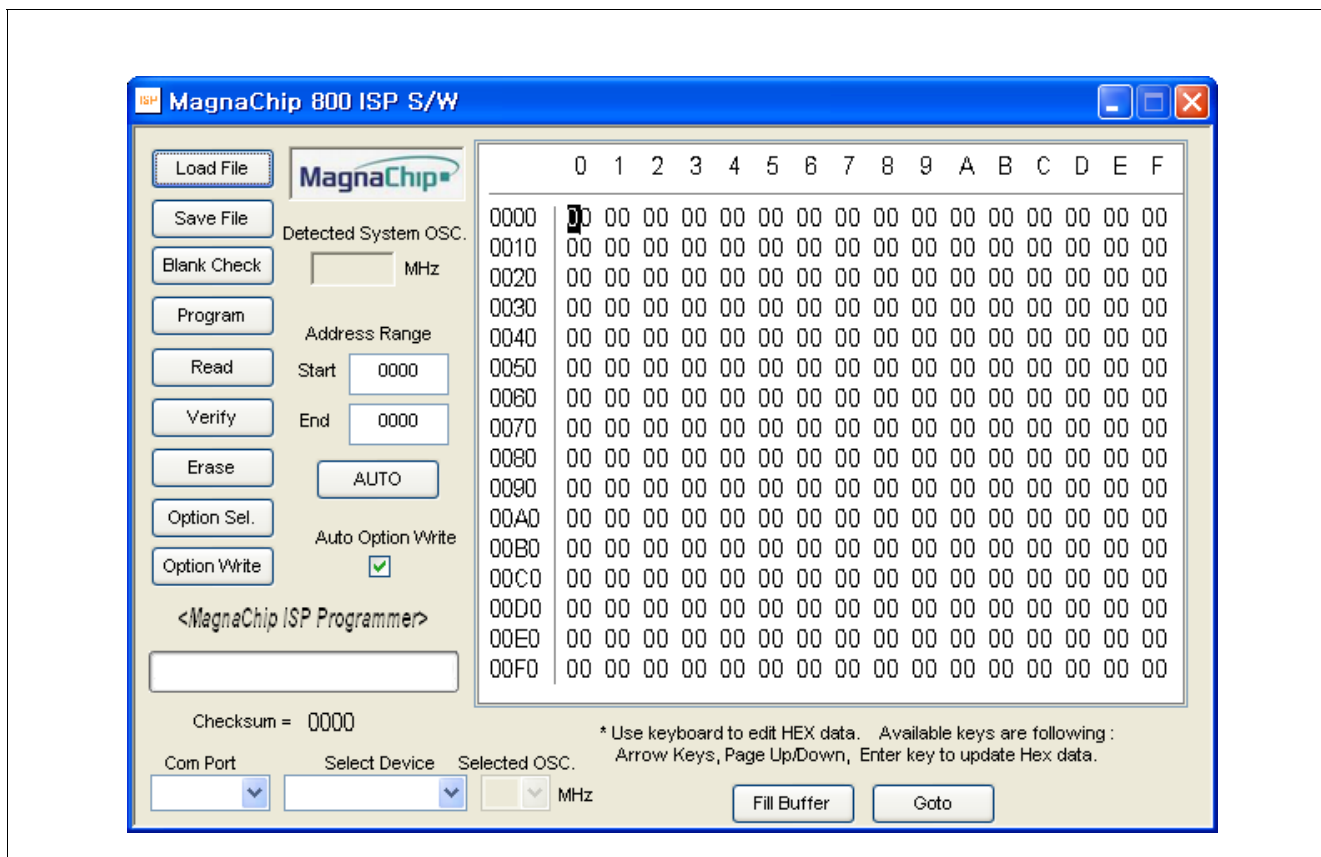 ISP MagnaChip 800 ISP S/W
Load File
Save File
Blank Check
Program
Read
Verify
Erase
Option Sel.
Option Write
MagnaChip
Detected System OSC.
MHz
Address Range
Start 0000
End 0000
AUTO
Auto Option Write
<MagnaChip ISP Programmer>
Checksum = 0000
Com Port
Select Device
Selected OSC.
MHz
0 1 2 3 4 5 6 7 8 9 A B C D E F
0000 00 00 00 00 00 00 00 00 00 00 00 00 00 00 00 00
0010 00 00 00 00 00 00 00 00 00 00 00 00 00 00 00 00
0020 00 00 00 00 00 00 00 00 00 00 00 00 00 00 00 00
0030 00 00 00 00 00 00 00 00 00 00 00 00 00 00 00 00
0040 00 00 00 00 00 00 00 00 00 00 00 00 00 00 00 00
0050 00 00 00 00 00 00 00 00 00 00 00 00 00 00 00 00
0060 00 00 00 00 00 00 00 00 00 00 00 00 00 00 00 00
0070 00 00 00 00 00 00 00 00 00 00 00 00 00 00 00 00
0080 00 00 00 00 00 00 00 00 00 00 00 00 00 00 00 00
0090 00 00 00 00 00 00 00 00 00 00 00 00 00 00 00 00
00A0 00 00 00 00 00 00 00 00 00 00 00 00 00 00 00 00
00B0 00 00 00 00 00 00 00 00 00 00 00 00 00 00 00 00
00C0 00 00 00 00 00 00 00 00 00 00 00 00 00 00 00 00
00D0 00 00 00 00 00 00 00 00 00 00 00 00 00 00 00 00
00E0 00 00 00 00 00 00 00 00 00 00 00 00 00 00 00 00
00F0 00 00 00 00 00 00 00 00 00 00 00 00 00 00 00 00
* Use keyboard to edit HEX data. Available keys are following :
Arrow Keys, Page Up/Down, Enter key to update Hex data.
Fill Buffer
Goto